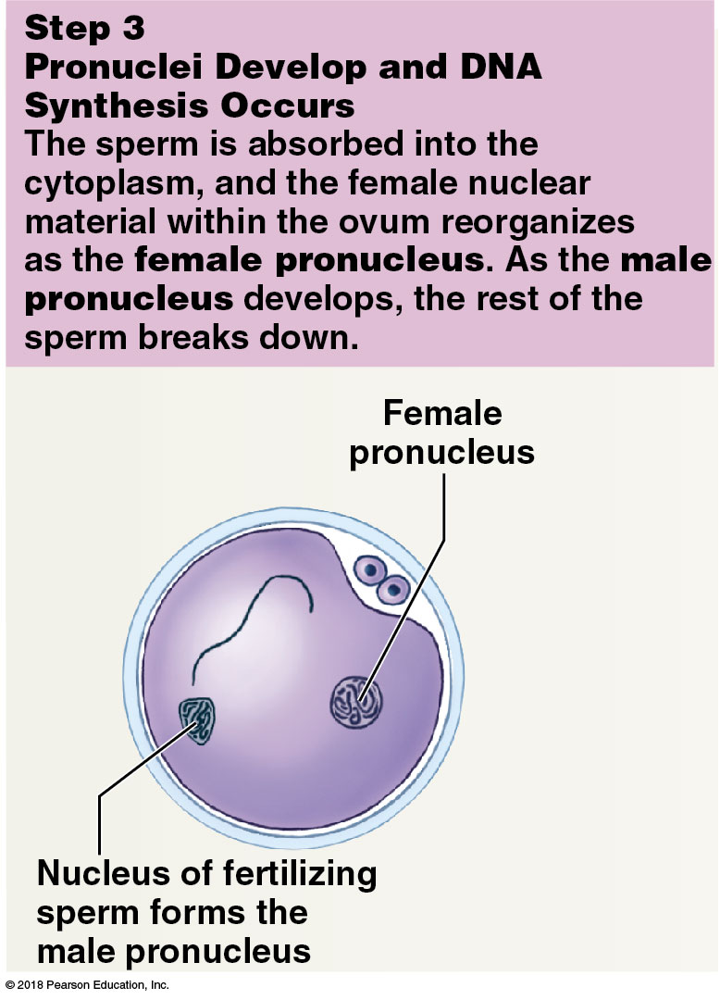 Step 3
Pronuclei Develop and DNA
Synthesis Occurs
The sperm is absorbed into the
cytoplasm, and the female nuclear
material within the ovum reorganizes
as the female pronucleus. As the male
pronucleus develops, the rest of the
sperm breaks down.
Female
pronucleus
Nucleus of fertilizing
sperm forms the
male pronucleus
© 2018 Pearson Education, Inc.